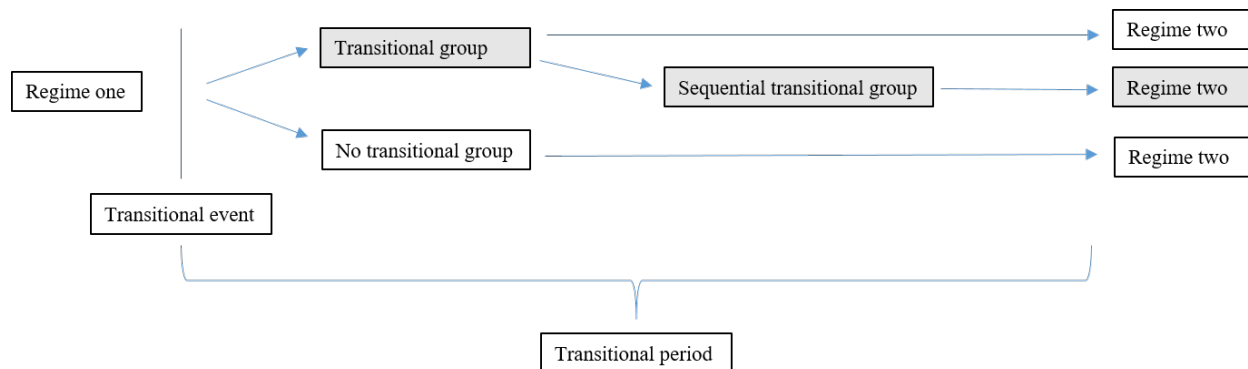 Regime two
Transitional group
Regime one
Sequential transitional group
Regime two
No transitional group
Regime two
Transitional event
Transitional period